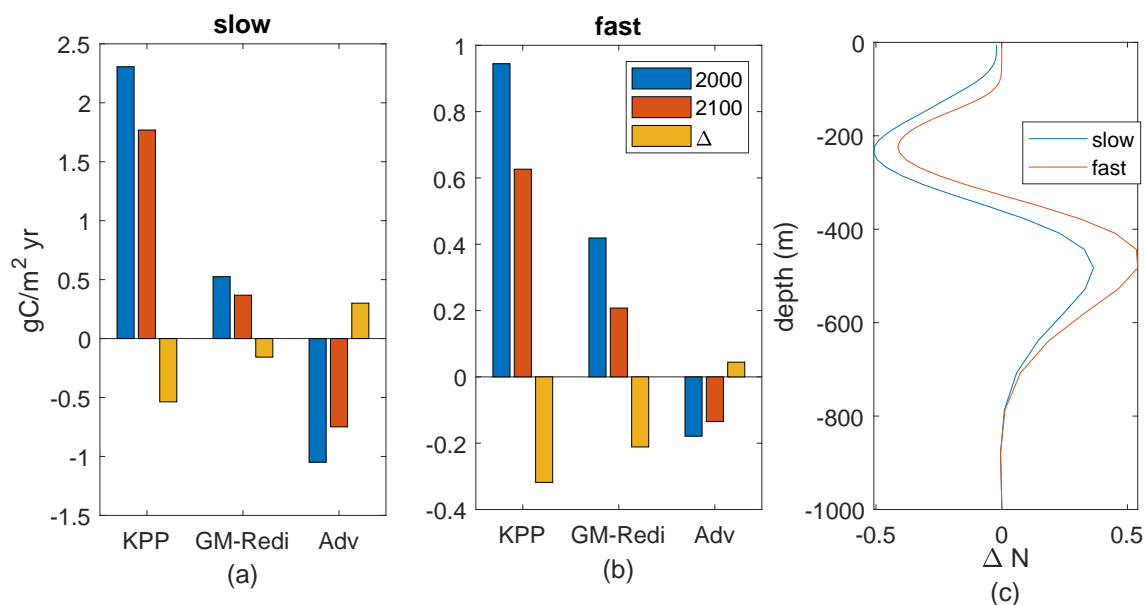 slow
gC/m² yr
2.5
2
1.5
1
0.5
0
-0.5
-1
-1.5
KPP GM-Redi Adv
(a)
fast
1
0.8
0.6
0.4
0.2
0
-0.2
-0.4
2000
2100
Δ
KPP GM-Redi Adv
(b)
depth (m)
0
-200
-400
-600
-800
-1000
slow
fast
-0.5 0 0.5
Δ N
(c)